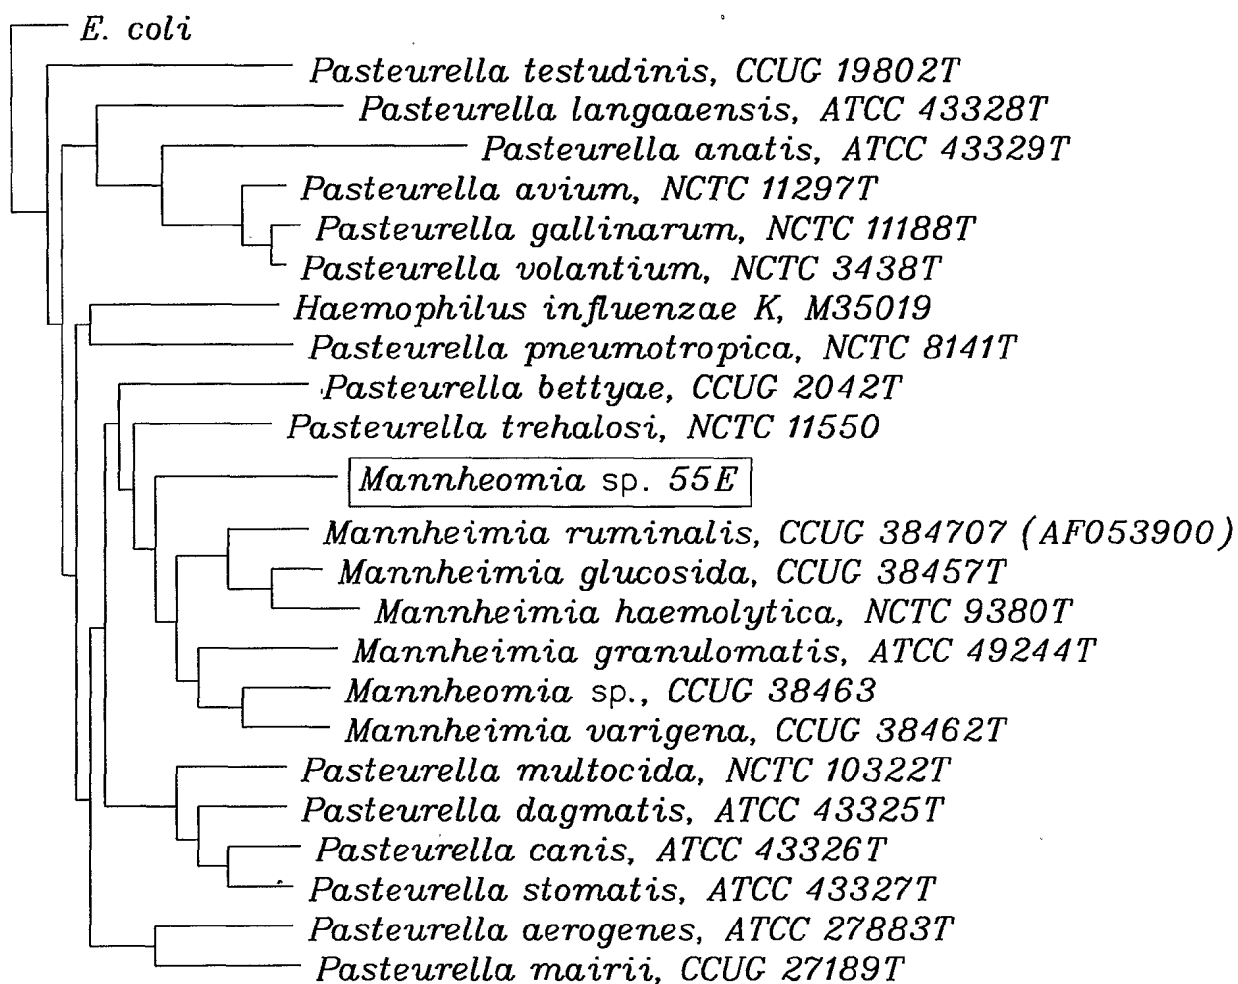 E. coli
Pasteurella testudinis, CCUG 19802T
Pasteurella langaaensis, ATCC 43328T
Pasteurella anatis, ATCC 43329T
Pasteurella avium, NCTC 11297T
Pasteurella gallinarum, NCTC 11188T
Pasteurella volantium, NCTC 3438T
Haemophilus influenzae K, M35019
Pasteurella pneumotropica, NCTC 8141T
Pasteurella bettyae, CCUG 2042T
Pasteurella trehalosi, NCTC 11550
Mannheomia sp. 55E
Mannheimia ruminalis, CCUG 384707 (AF053900)
Mannheimia glucosida, CCUG 38457T
Mannheimia haemolytica, NCTC 9380T
Mannheimia granulomatis, ATCC 49244T
Mannheomia sp., CCUG 38463
Mannheimia varigena, CCUG 38462T
Pasteurella multocida, NCTC 10322T
Pasteurella dagmatis, ATCC 43325T
Pasteurella canis, ATCC 43326T
Pasteurella stomatis, ATCC 43327T
Pasteurella aerogenes, ATCC 27883T
Pasteurella mairii, CCUG 27189T